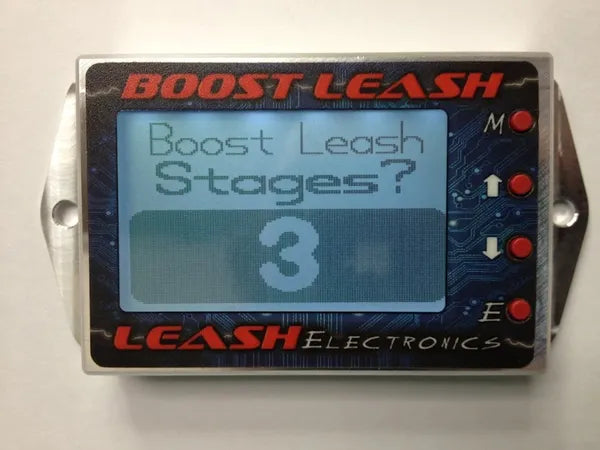 BOOST LEASH
Boost Leash
Stages?
3
M
E
LEASH ELECTRONICS